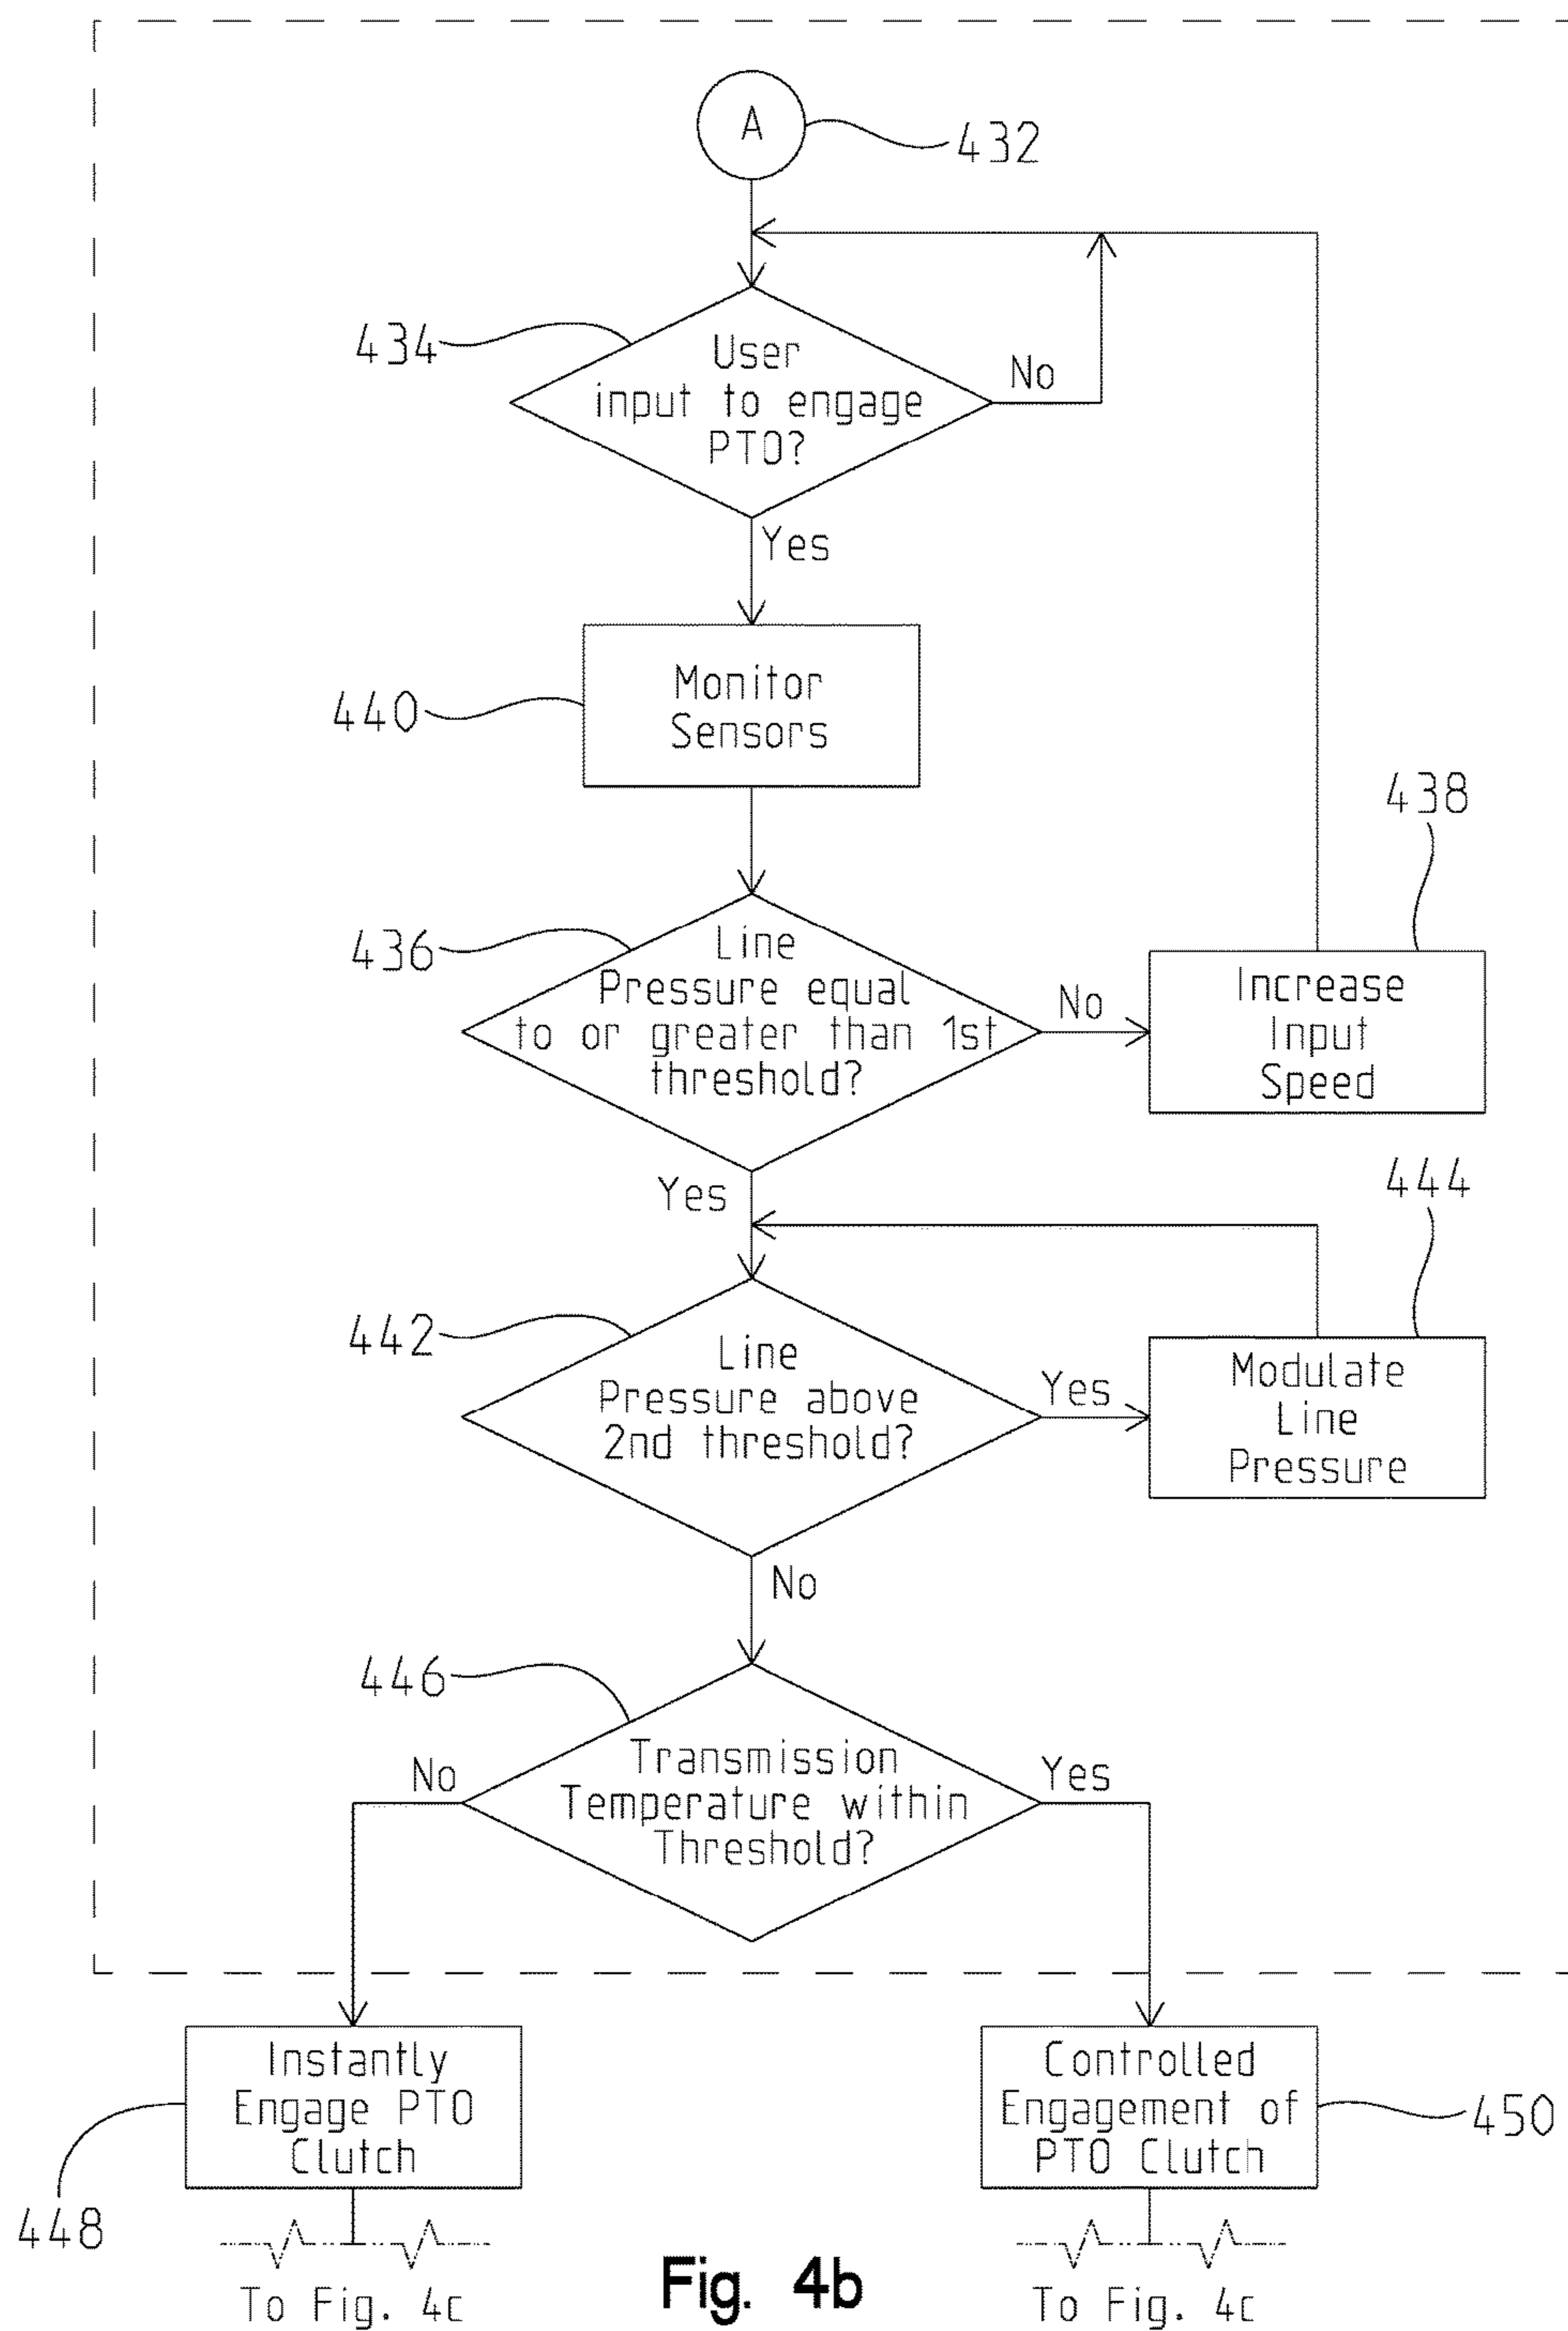 A
432
434
User
input to engage
PTO?
No
Yes
440
Monitor
Sensors
438
436
Line
Pressure equal
to or greater than 1st
threshold?
No
Increase
Input
Speed
Yes
444
442
Line
Pressure above
2nd threshold?
Yes
Modulate
Line
Pressure
No
446
Transmission
Temperature within
Threshold?
No
Yes
Instantly
Engage PTO
Clutch
448
Controlled
Engagement of
PTO Clutch
450
To Fig. 4c
Fig. 4b
To Fig. 4c